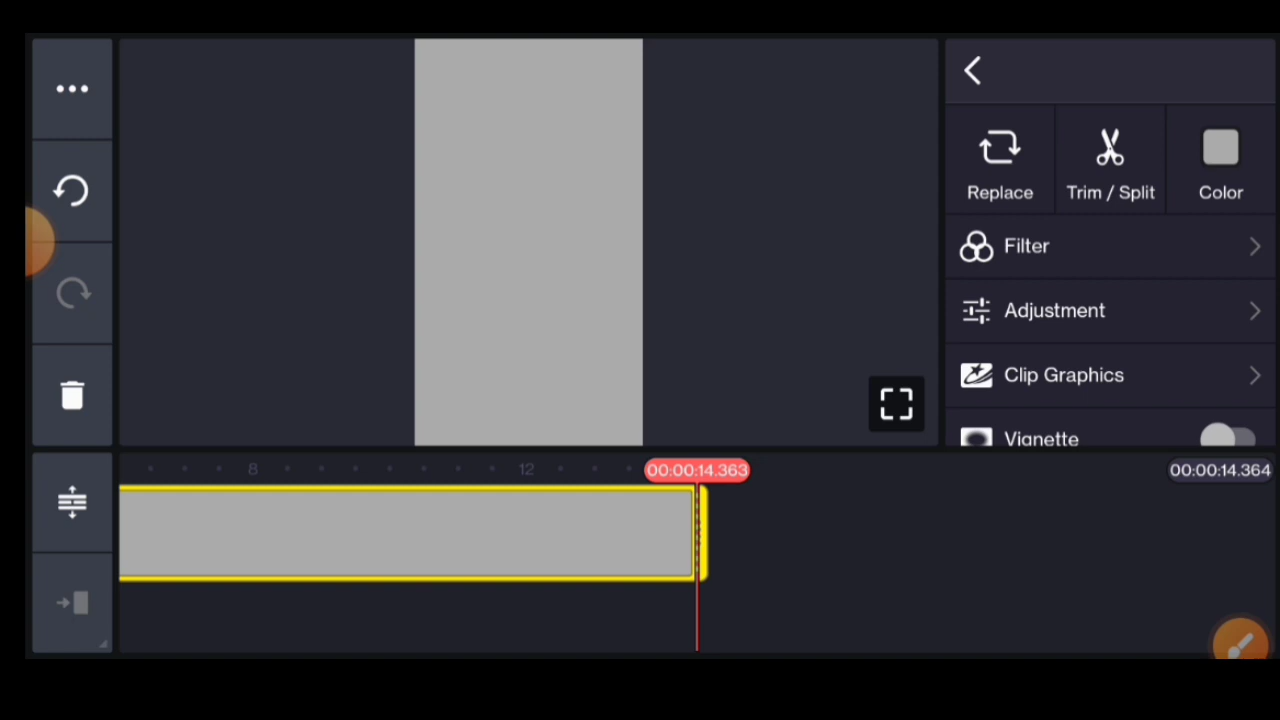 Replace
Trim / Split
Color
Filter
Adjustment
Clip Graphics
Vignette
8
12
00:00:14.363
00:00:14.364